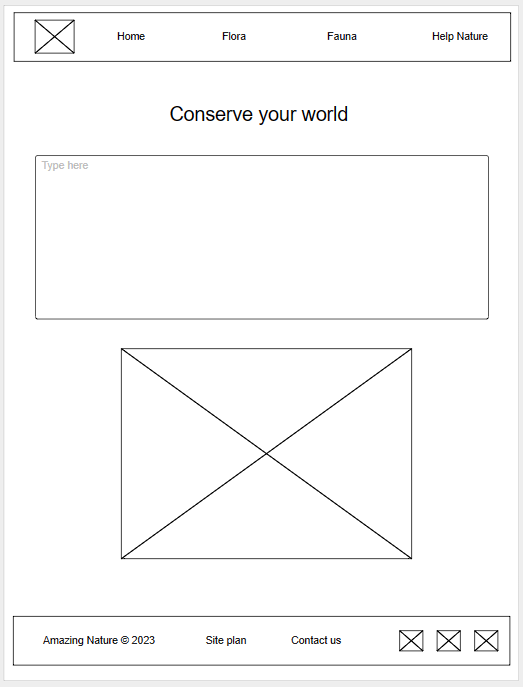 Home Flora Fauna Help Nature
Conserve your world
Type here
Amazing Nature © 2023 Site plan Contact us